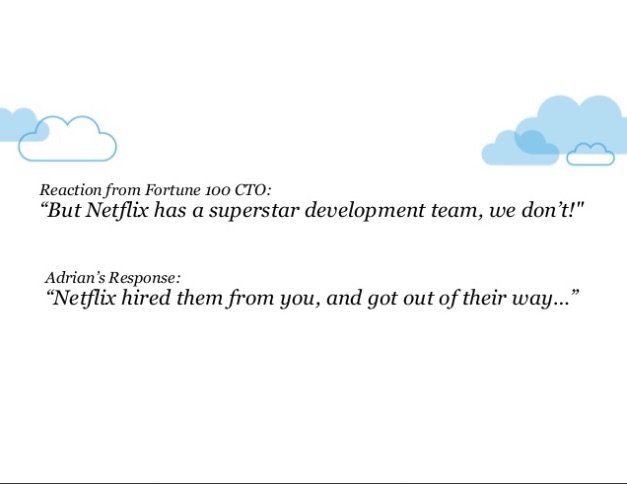 Reaction from Fortune 100 CTO:
“But Netflix has a superstar development team, we don’t!"
Adrian’s Response:
“Netflix hired them from you, and got out of their way…”